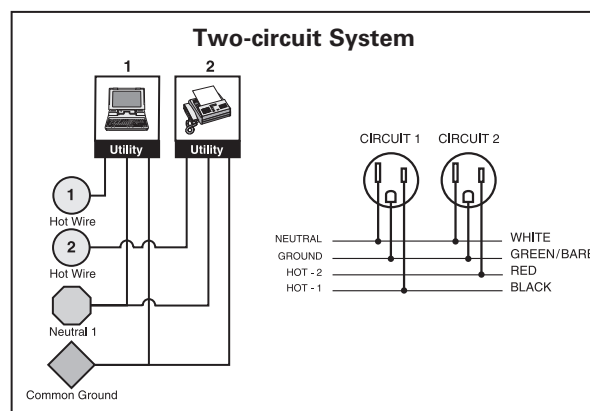 Two-circuit System
1 2
Utility Utility
1
Hot Wire
2
Hot Wire
Neutral 1
Common Ground
CIRCUIT 1 CIRCUIT 2
NEUTRAL WHITE
GROUND GREEN/BARE
HOT - 2 RED
HOT - 1 BLACK